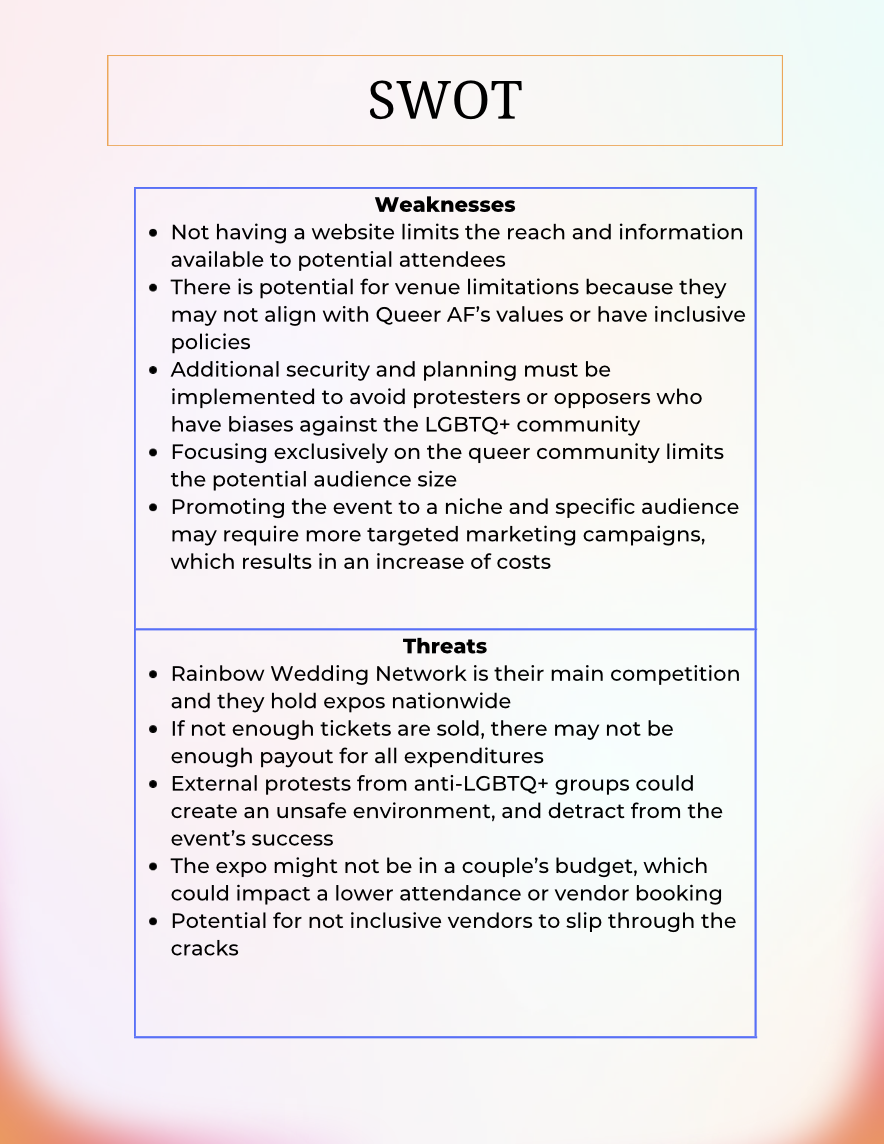 SWOT
Weaknesses
• Not having a website limits the reach and information
available to potential attendees
• There is potential for venue limitations because they
may not align with Queer AF’s values or have inclusive
policies
• Additional security and planning must be
implemented to avoid protesters or opposers who
have biases against the LGBTQ+ community
• Focusing exclusively on the queer community limits
the potential audience size
• Promoting the event to a niche and specific audience
may require more targeted marketing campaigns,
which results in an increase of costs
Threats
• Rainbow Wedding Network is their main competition
and they hold expos nationwide
• If not enough tickets are sold, there may not be
enough payout for all expenditures
• External protests from anti-LGBTQ+ groups could
create an unsafe environment, and detract from the
event’s success
• The expo might not be in a couple’s budget, which
could impact a lower attendance or vendor booking
• Potential for not inclusive vendors to slip through the
cracks